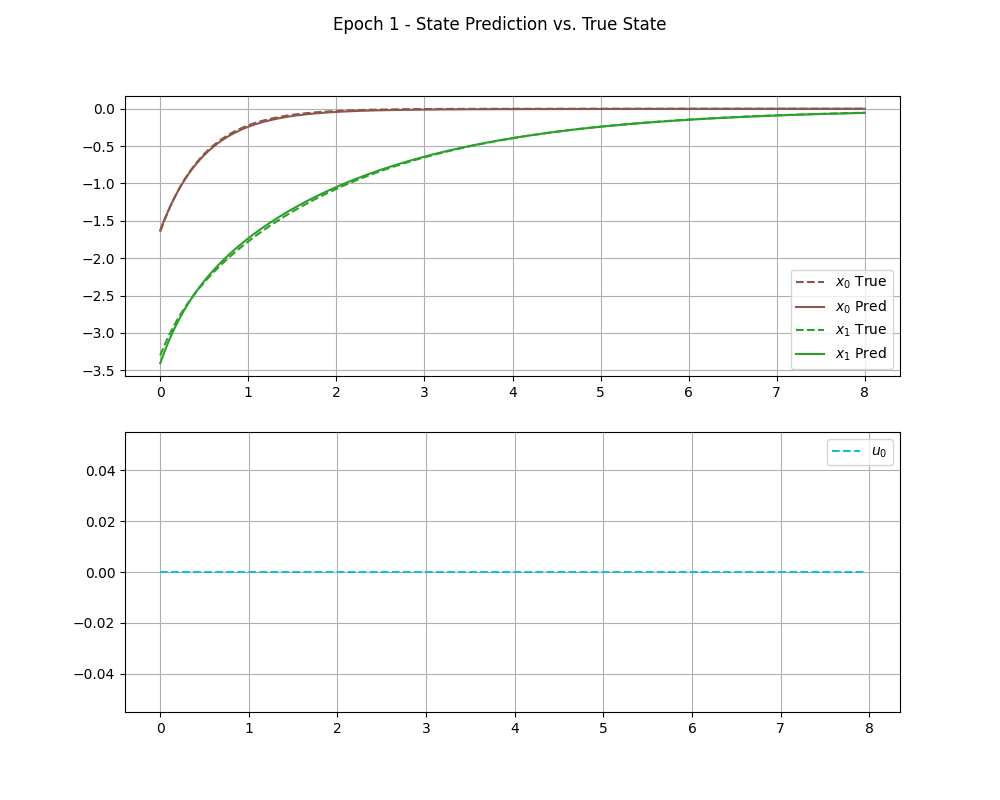 Epoch 1 - State Prediction vs. True State
0.0
−0.5
−1.0
−1.5
−2.0
−2.5
−3.0
−3.5
x₀ True
x₀ Pred
x₁ True
x₁ Pred
0 1 2 3 4 5 6 7 8
u₀
0.04
0.02
0.00
−0.02
−0.04
0 1 2 3 4 5 6 7 8